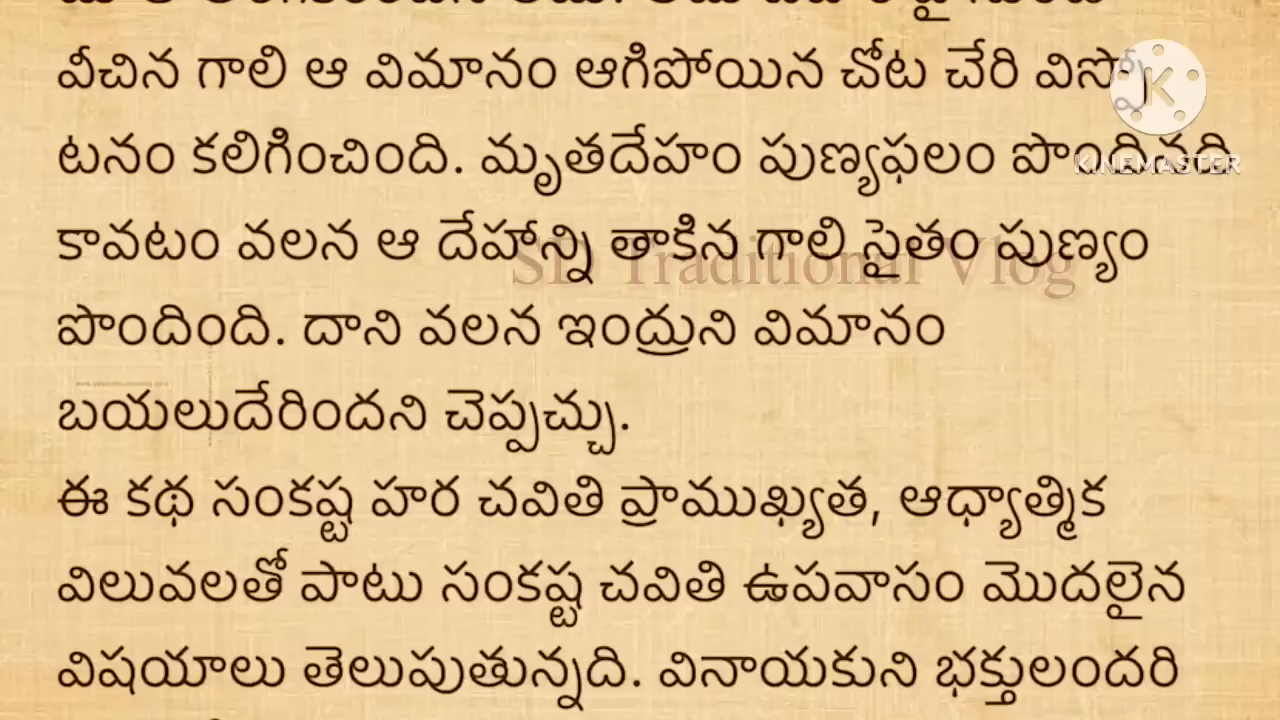 వీచిన గాలి ఆ విమానం ఆగిపోయిన చోట చేరి విస్ఫో
టనం కలిగించింది. మృతదేహం పుణ్యఫలం పొందినది
KINEMASTER
కావటం వలన ఆ దేహాన్ని తాకిన గాలి సైతం పుణ్యం
SD Traditional Vlog
పొందింది. దాని వలన ఇంద్రుని విమానం
బయలుదేరిందని చెప్పచ్చు.
ఈ కథ సంకష్ట హర చవితి ప్రాముఖ్యత, ఆధ్యాత్మిక
విలువలతో పాటు సంకష్ట చవితి ఉపవాసం మొదలైన
విషయాలు తెలుపుతున్నది. వినాయకుని భక్తులందరి